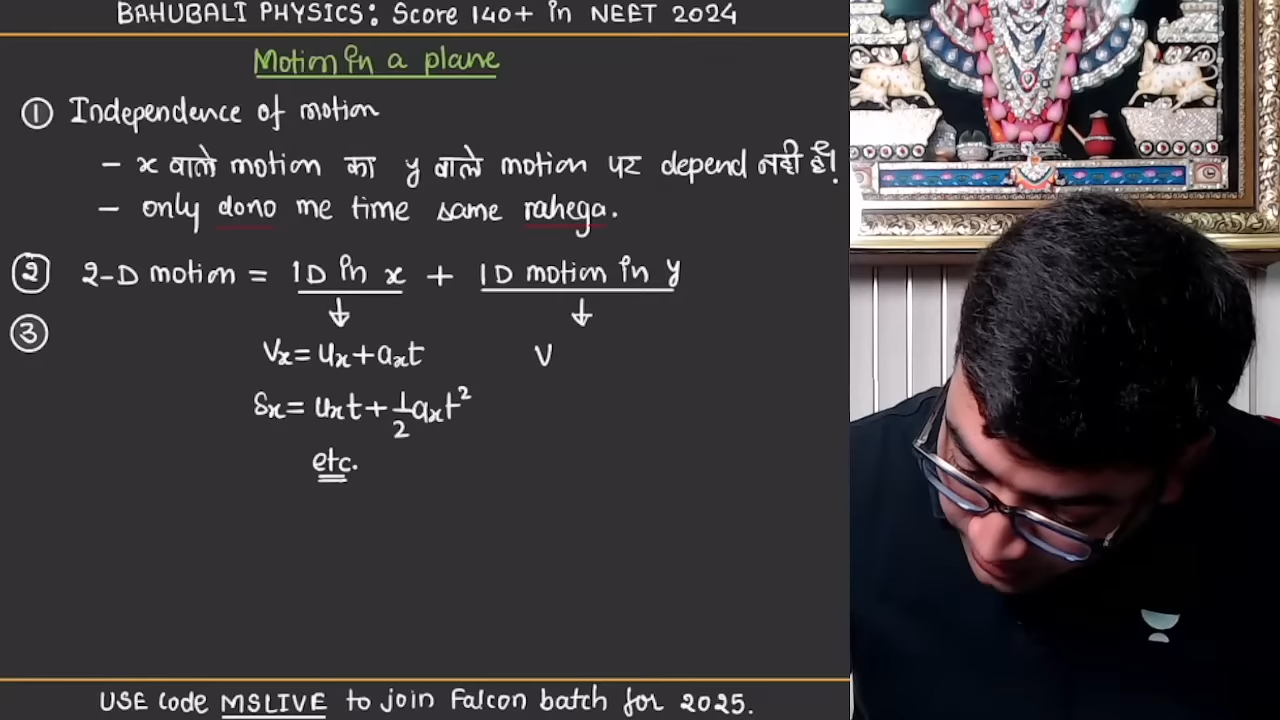 BAHUBALI PHYSICS: Score 140+ in NEET 2024
Motion in a plane
① Independence of motion
- x वाले motion का y वाले motion पर depend नही है!
- only dono me time same rahega.
② 2-D motion = 1D in x + 1D motion in y
③
Vx = ux + axt V
Sx = uxt + 1/2 axt²
etc.
USE Code MSLIVE to join Falcon batch for 2025.